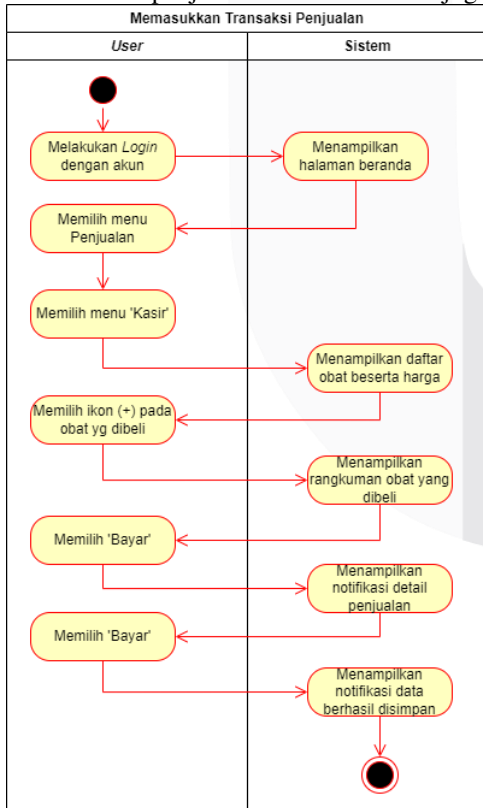 Memasukkan Transaksi Penjualan
User
Sistem
Melakukan Login
dengan akun
Menampilkan
halaman beranda
Memilih menu
Penjualan
Memilih menu 'Kasir'
Menampilkan daftar
obat beserta harga
Memilih ikon (+) pada
obat yg dibeli
Menampilkan
rangkuman obat yang
dibeli
Memilih 'Bayar'
Menampilkan
notifikasi detail
penjualan
Memilih 'Bayar'
Menampilkan
notifikasi data
berhasil disimpan